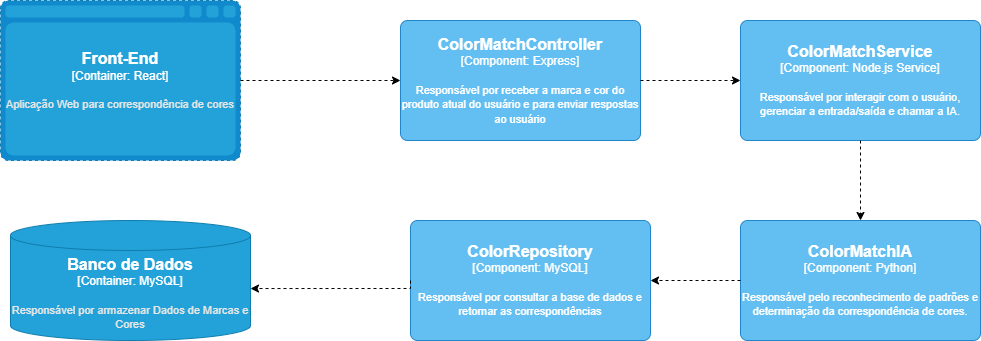 Front-End
[Container: React]
Aplicação Web para correspondência de cores
ColorMatchController
[Component: Express]
Responsável por receber a marca e cor do
produto atual do usuário e para enviar respostas
ao usuário
ColorMatchService
[Component: Node.js Service]
Responsável por interagir com o usuário,
gerenciar a entrada/saída e chamar a IA.
Banco de Dados
[Container: MySQL]
Responsável por armazenar Dados de Marcas e
Cores
ColorRepository
[Component: MySQL]
Responsável por consultar a base de dados e
retornar as correspondências
ColorMatchIA
[Component: Python]
Responsável pelo reconhecimento de padrões e
determinação da correspondência de cores.